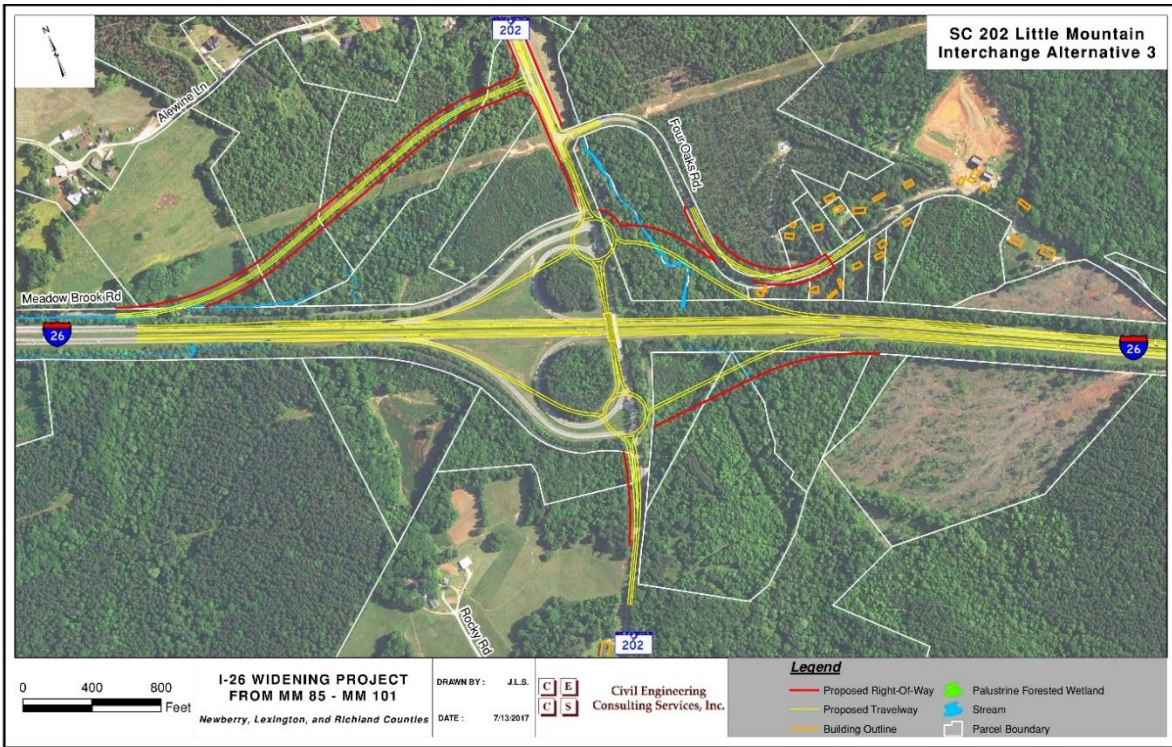 N
SC 202 Little Mountain
Interchange Alternative 3
202
Alewine Ln
Four Oaks Rd.
Meadow Brook Rd
26
26
Rocky Rd
202
0 400 800
Feet
I-26 WIDENING PROJECT
FROM MM 85 - MM 101
Newberry, Lexington, and Richland Counties
DRAWN BY : J.L.S.
DATE : 7/13/2017
C E
C S
Civil Engineering
Consulting Services, Inc.
Legend
Proposed Right-Of-Way
Proposed Travelway
Building Outline
Palustrine Forested Wetland
Stream
Parcel Boundary